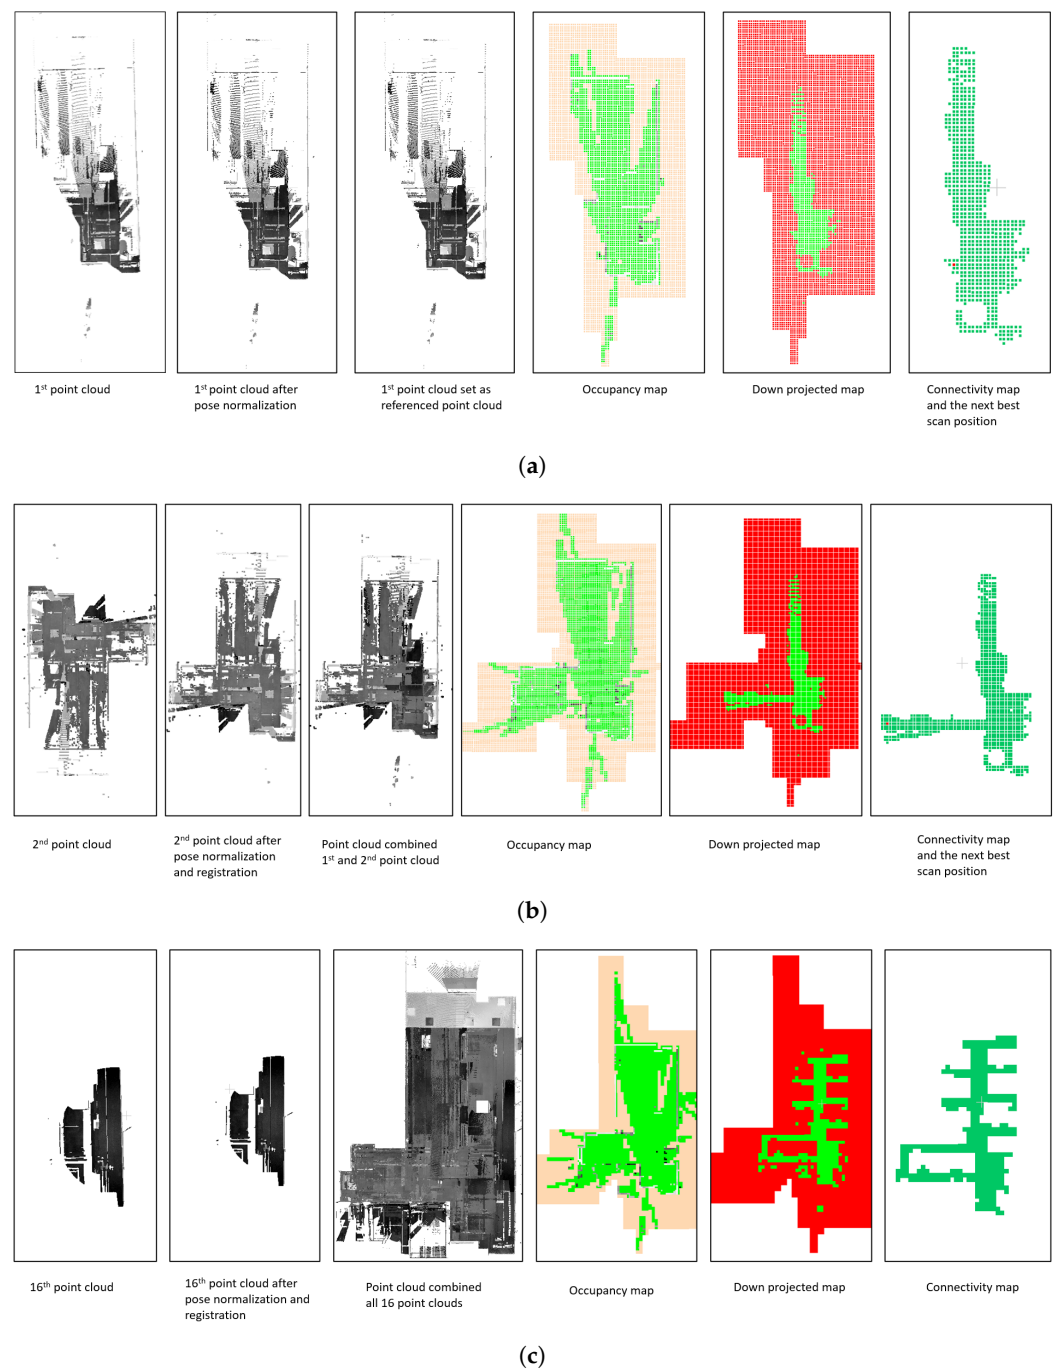 1st point cloud
1st point cloud after
pose normalization
1st point cloud set as
referenced point cloud
Occupancy map
Down projected map
Connectivity map
and the next best
scan position
(a)
2nd point cloud
2nd point cloud after
pose normalization
and registration
Point cloud combined
1st and 2nd point cloud
Occupancy map
Down projected map
Connectivity map
and the next best
scan position
(b)
16th point cloud
16th point cloud after
pose normalization and
registration
Point cloud combined
all 16 point clouds
Occupancy map
Down projected map
Connectivity map
(c)